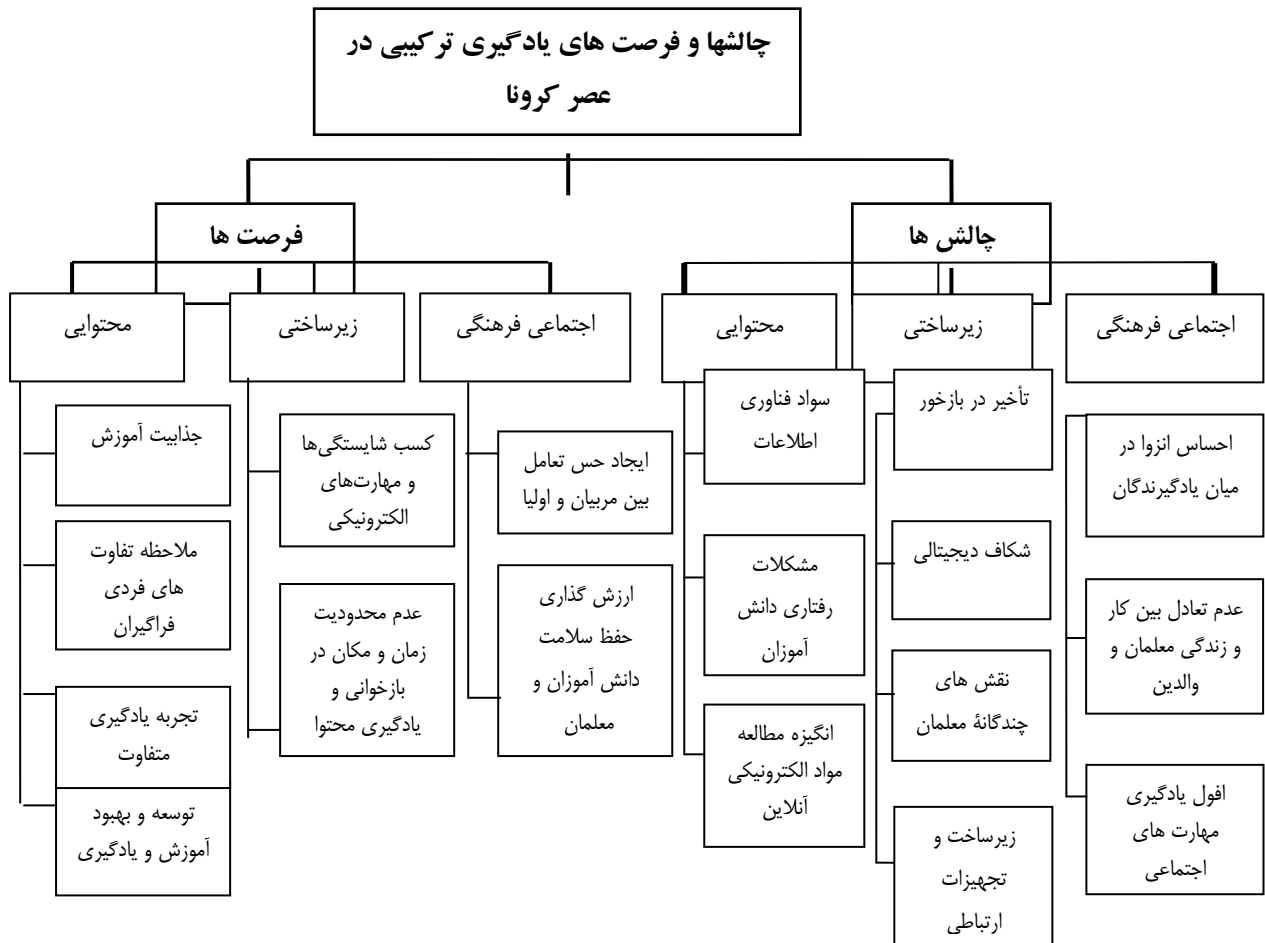 چالشها و فرصت های یادگیری ترکیبی در
عصر کرونا
چالش ها
فرصت ها
اجتماعی فرهنگی
زیرساختی
محتوایی
اجتماعی فرهنگی
زیرساختی
محتوایی
احساس انزوا در
میان یادگیرندگان
عدم تعادل بین کار
و زندگی معلمان و
والدین
افول یادگیری
مهارت های
اجتماعی
تأخیر در بازخور
شکاف دیجیتالی
نقش های
چندگانهٔ معلمان
زیرساخت و
تجهیزات
ارتباطی
سواد فناوری
اطلاعات
مشکلات
رفتاری دانش
آموزان
انگیزه مطالعه
مواد الکترونیکی
آنلاین
ایجاد حس تعامل
بین مربیان و اولیا
ارزش گذاری
حفظ سلامت
دانش آموزان و
معلمان
کسب شایستگی‌ها
و مهارت‌های
الکترونیکی
عدم محدودیت
زمان و مکان در
بازخوانی و
یادگیری محتوا
جذابیت آموزش
ملاحظه تفاوت
های فردی
فراگیران
تجربه یادگیری
متفاوت
توسعه و بهبود
آموزش و یادگیری